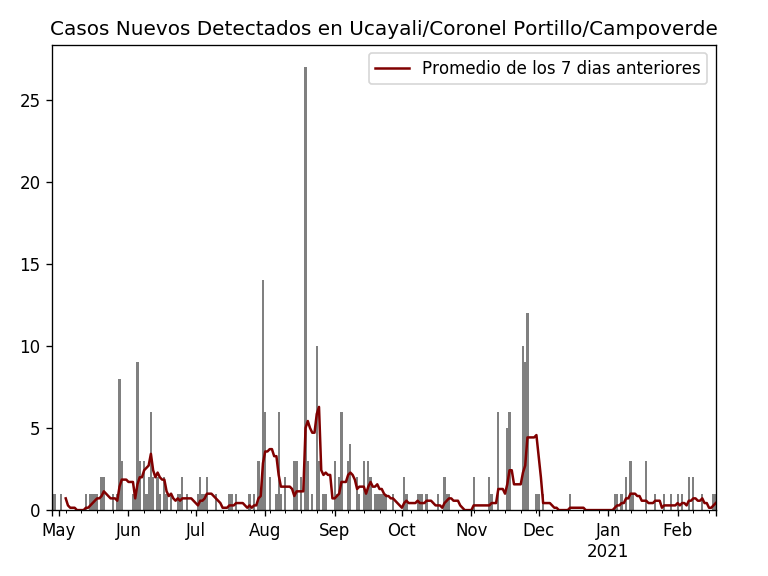 Casos Nuevos Detectados en Ucayali/Coronel Portillo/Campoverde
Promedio de los 7 dias anteriores
25
20
15
10
5
0
May Jun Jul Aug Sep Oct Nov Dec Jan Feb
2021